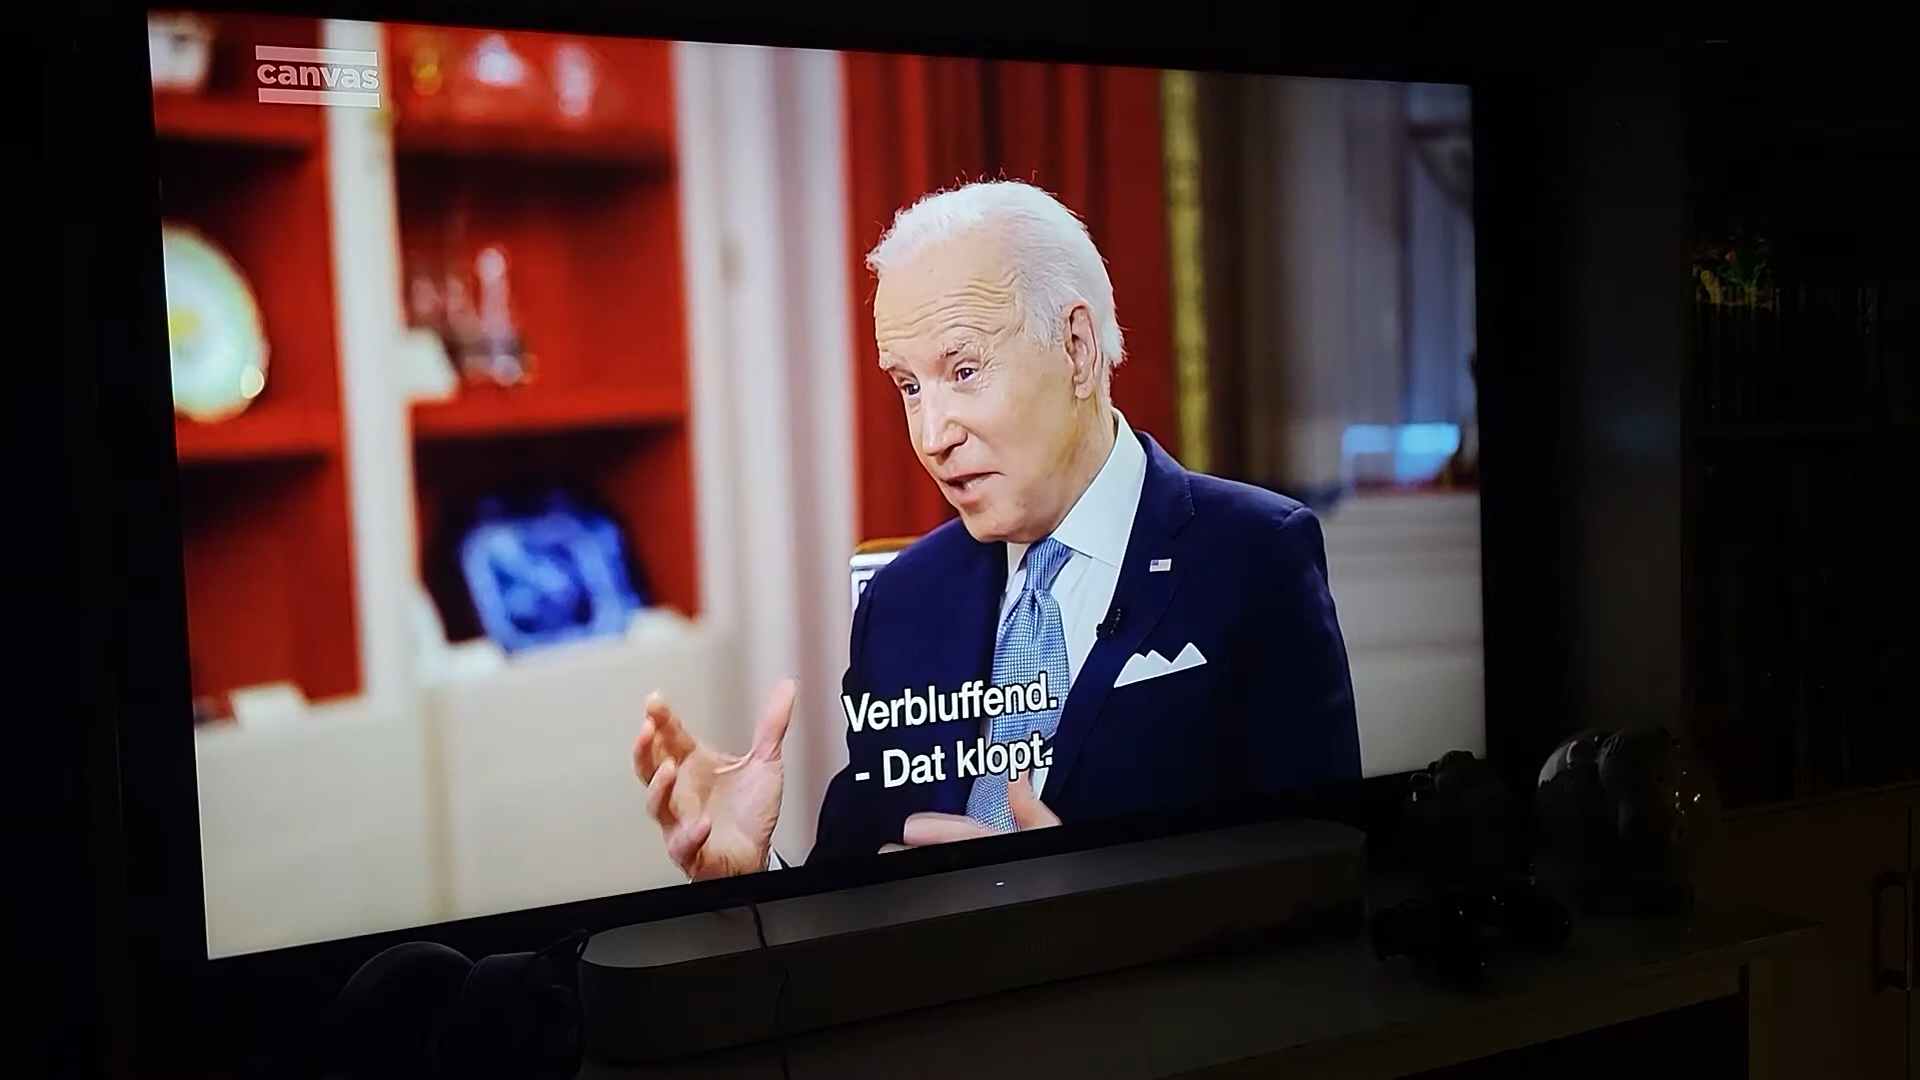 canvas
Verbluffend.
- Dat klopt.